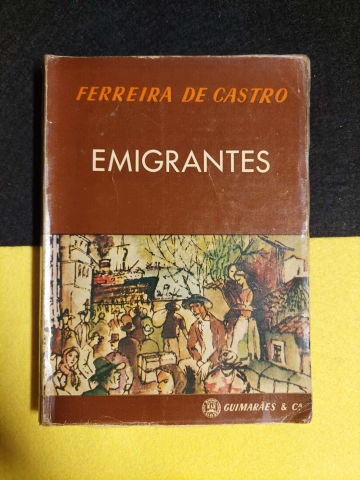 FERREIRA DE CASTRO
EMIGRANTES
GUIMARÃES & Cª